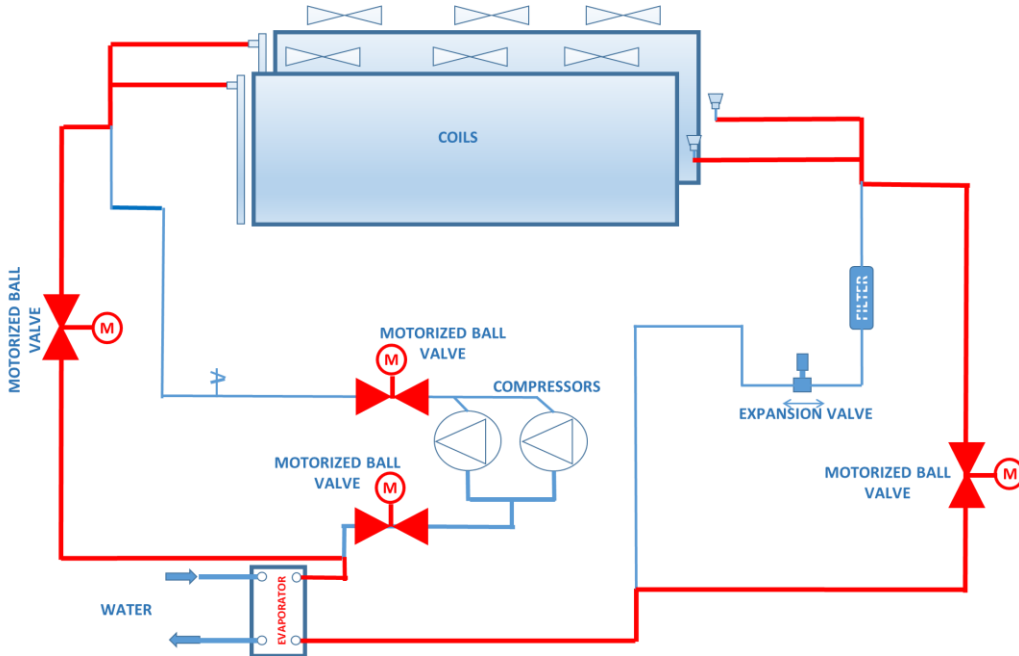 COILS
MOTORIZED BALL
VALVE
M
MOTORIZED BALL
VALVE
M
FILTER
COMPRESSORS
EXPANSION VALVE
MOTORIZED BALL
VALVE
M
MOTORIZED BALL
VALVE
M
WATER
EVAPORATOR